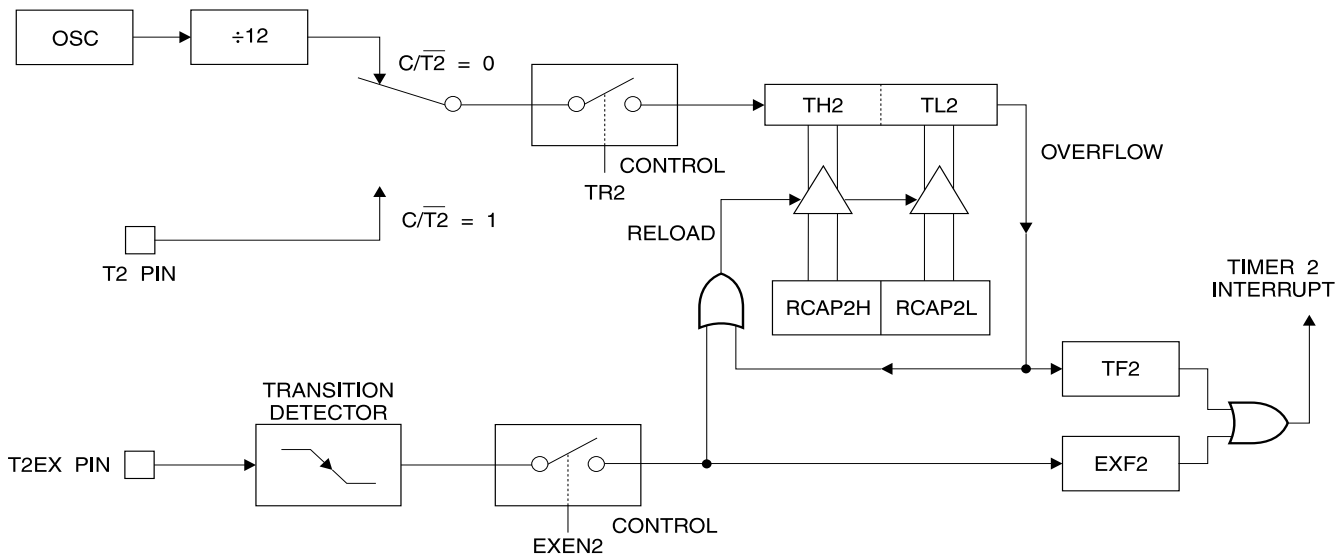 OSC
÷12
C/T2̅ = 0
TH2
TL2
OVERFLOW
CONTROL
TR2
C/T2̅ = 1
T2 PIN
RELOAD
RCAP2H
RCAP2L
TIMER 2
INTERRUPT
TF2
TRANSITION
DETECTOR
T2EX PIN
EXF2
CONTROL
EXEN2